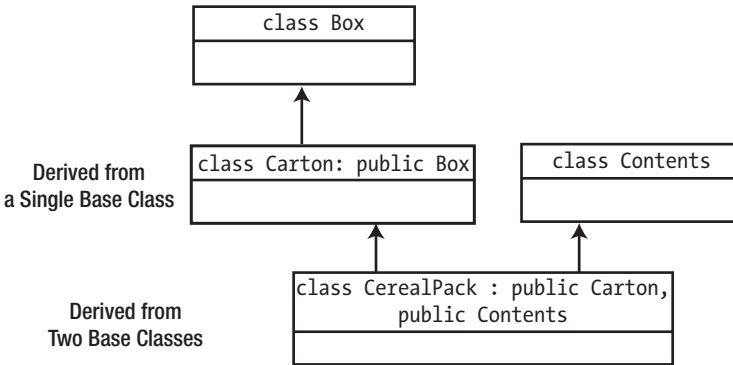 class Box
Derived from
a Single Base Class
class Carton: public Box
class Contents
Derived from
Two Base Classes
class CerealPack : public Carton,
public Contents